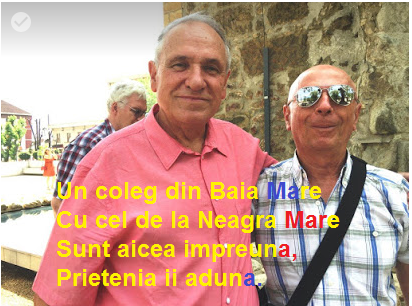 Un coleg din Baia Mare
Cu cel de la Neagra Mare
Sunt aicea impreuna,
Prietenia ii aduna.